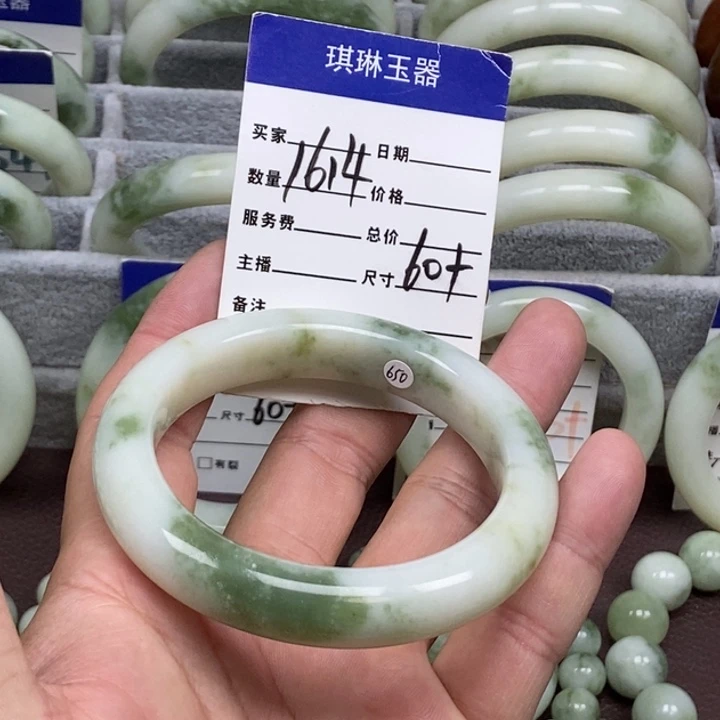 琪琳玉器
买家 1614 日期
数量 价格
服务费 总价
主播 尺寸 60+
备注
650
尺寸 60